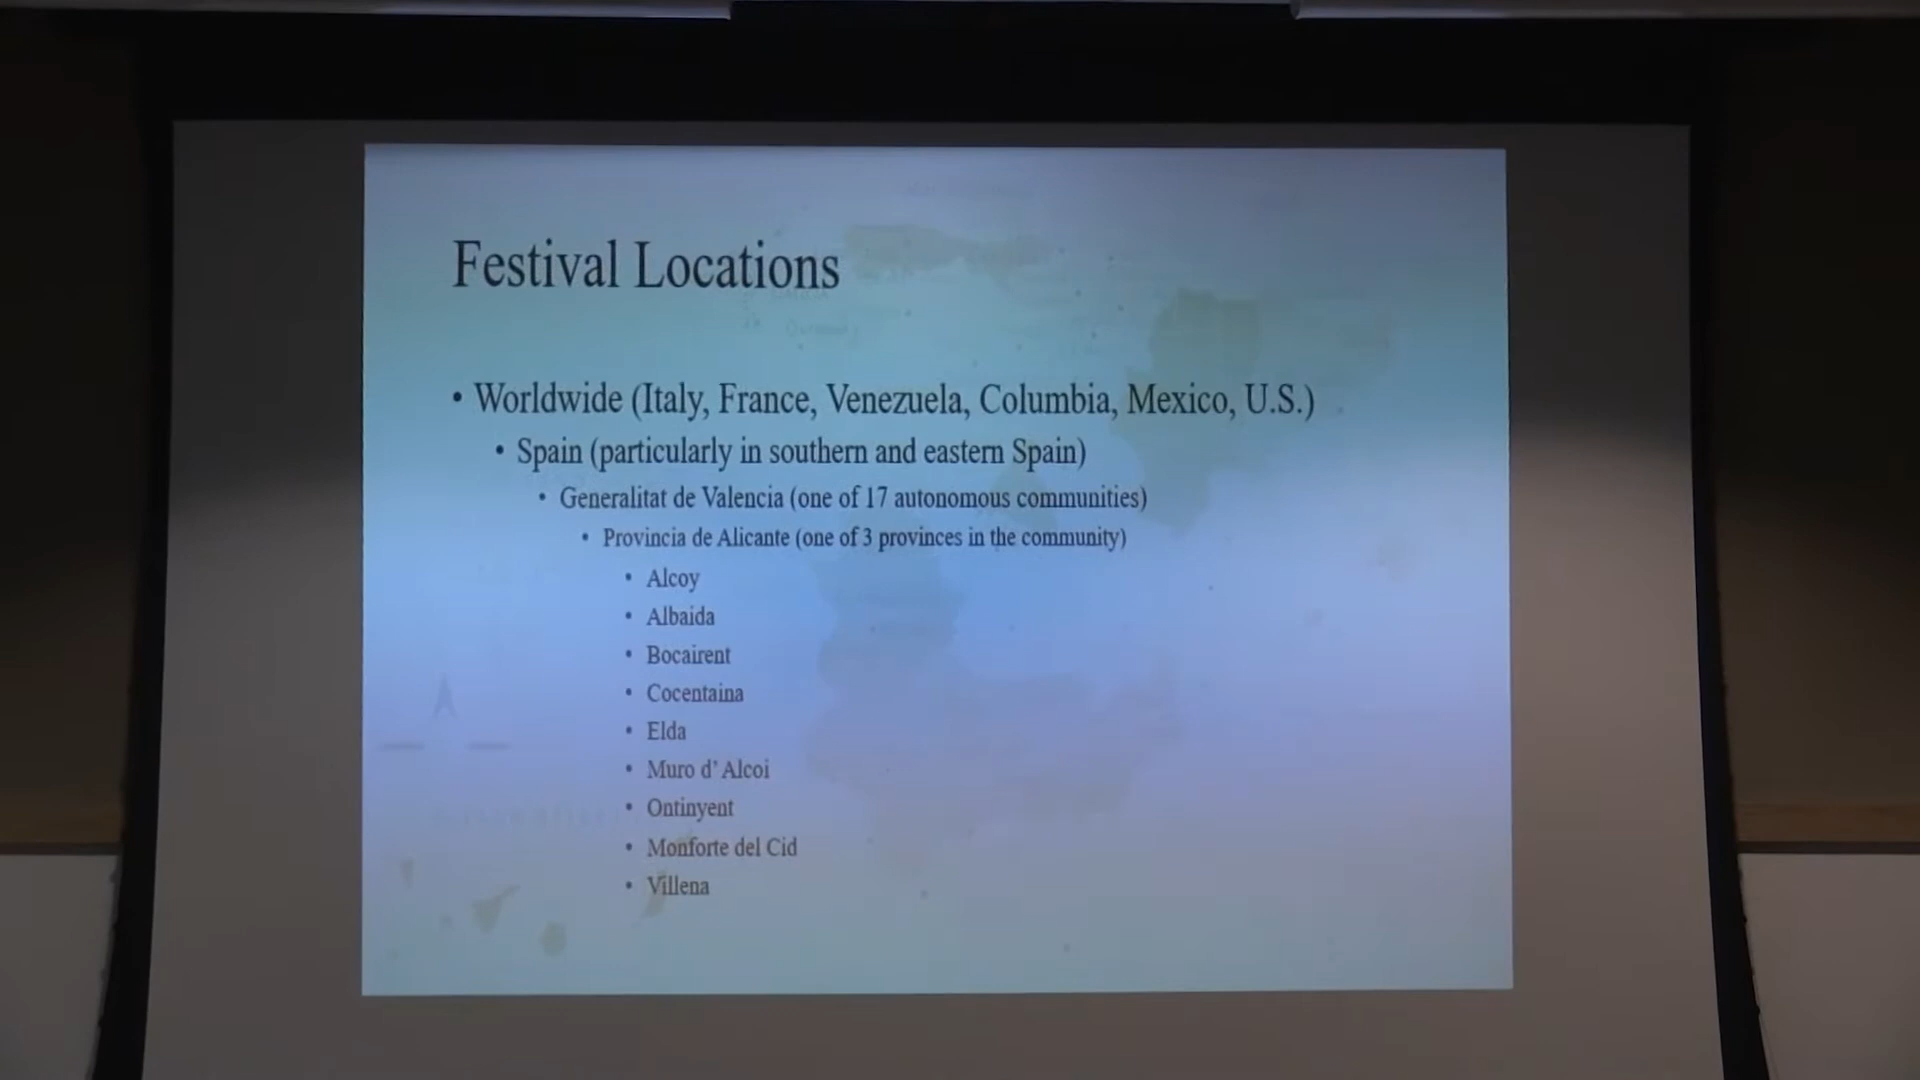 Festival Locations
• Worldwide (Italy, France, Venezuela, Columbia, Mexico, U.S.)
• Spain (particularly in southern and eastern Spain)
• Generalitat de Valencia (one of 17 autonomous communities)
• Provincia de Alicante (one of 3 provinces in the community)
• Alcoy
• Albaida
• Bocairent
• Cocentaina
• Elda
• Muro d' Alcoi
• Ontinyent
• Monforte del Cid
• Villena